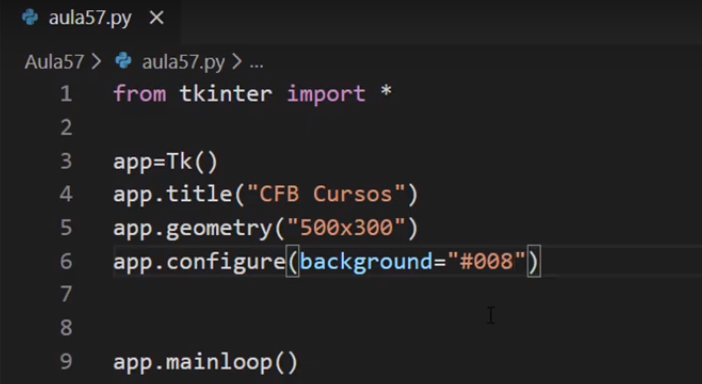 aula57.py ×
Aula57 > aula57.py > ...
1 from tkinter import *
2
3 app=Tk()
4 app.title("CFB Cursos")
5 app.geometry("500x300")
6 app.configure(background="#008")
7
8
9 app.mainloop()